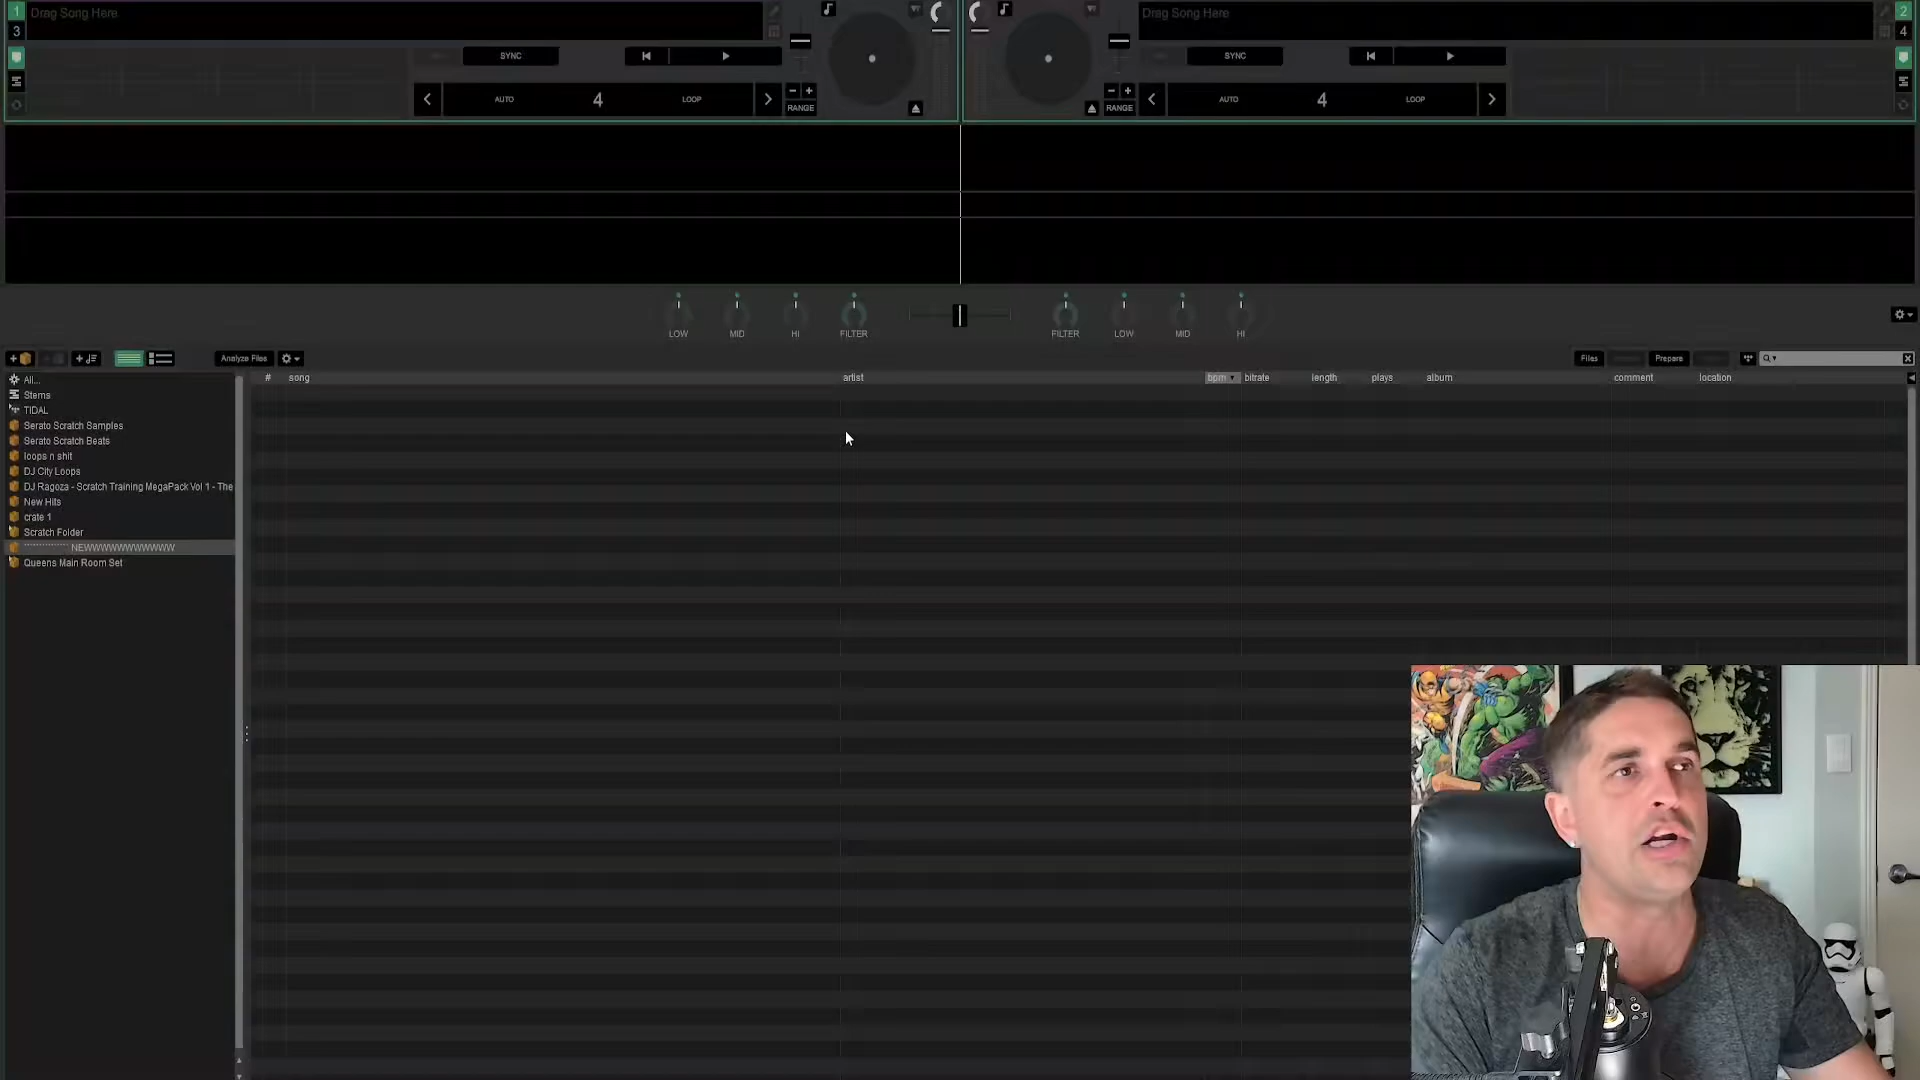 1 Drag Song Here
3
SYNC
AUTO 4 LOOP
RANGE
Drag Song Here 2
4
SYNC
AUTO 4 LOOP
RANGE
LOW MID HI FILTER
FILTER LOW MID HI
Analyze Files
Files
Prepare
# song artist bpm bitrate length plays album comment location
All...
Stems
TIDAL
Serato Scratch Samples
Serato Scratch Beats
loops n shit
DJ City Loops
DJ Ragoza - Scratch Training MegaPack Vol 1 - The
New Hits
crate 1
Scratch Folder
Queens Main Room Set